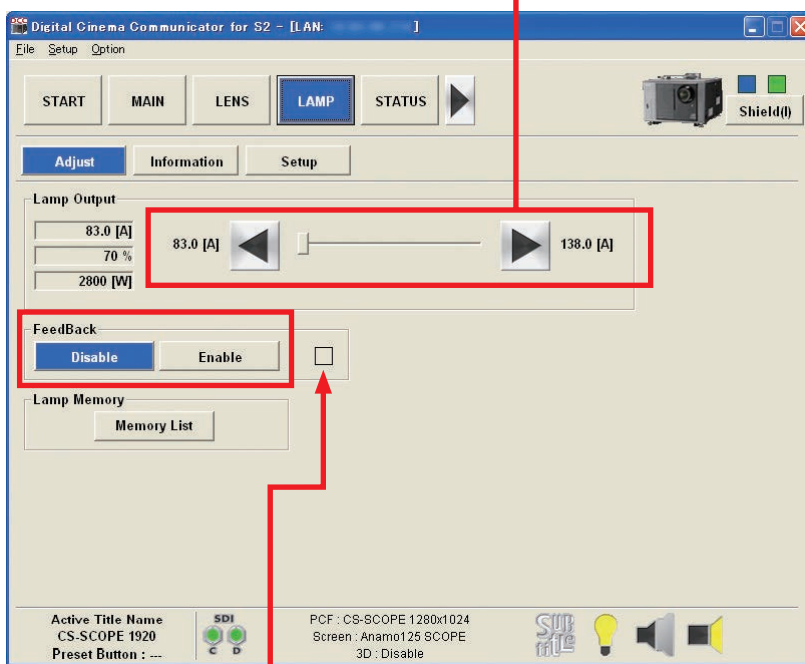 Digital Cinema Communicator for S2 - [LAN: ]
File Setup Option
START MAIN LENS LAMP STATUS Shield(I)
Adjust Information Setup
Lamp Output
83.0 [A]
70 %
2800 [W]
83.0 [A] 138.0 [A]
FeedBack
Disable Enable
Lamp Memory
Memory List
Active Title Name
CS-SCOPE 1920
Preset Button : ---
SDI
C D
PCF : CS-SCOPE 1280x1024
Screen : Anamo125 SCOPE
3D : Disable
SUB
TITLE